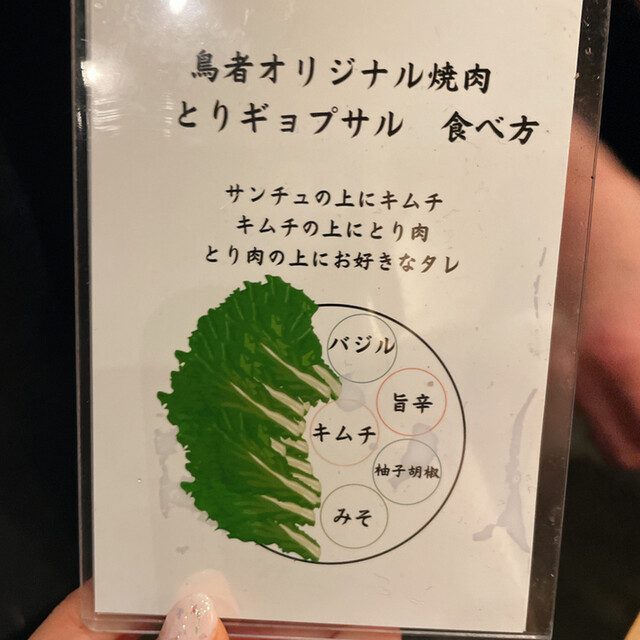 鳥者オリジナル焼肉
とりギョプサル 食べ方
サンチュの上にキムチ
キムチの上にとり肉
とり肉の上にお好きなタレ
バジル
旨辛
キムチ
柚子胡椒
みそ